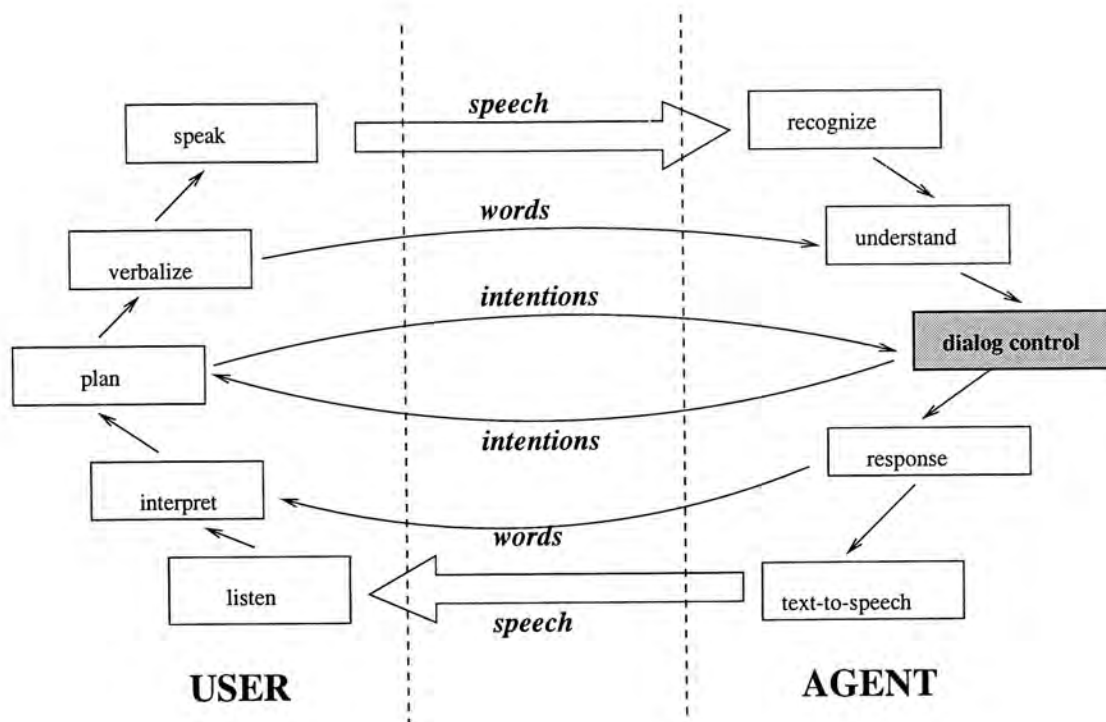 speech
speak
recognize
words
understand
verbalize
intentions
dialog control
plan
intentions
response
interpret
words
listen
text-to-speech
speech
USER
AGENT